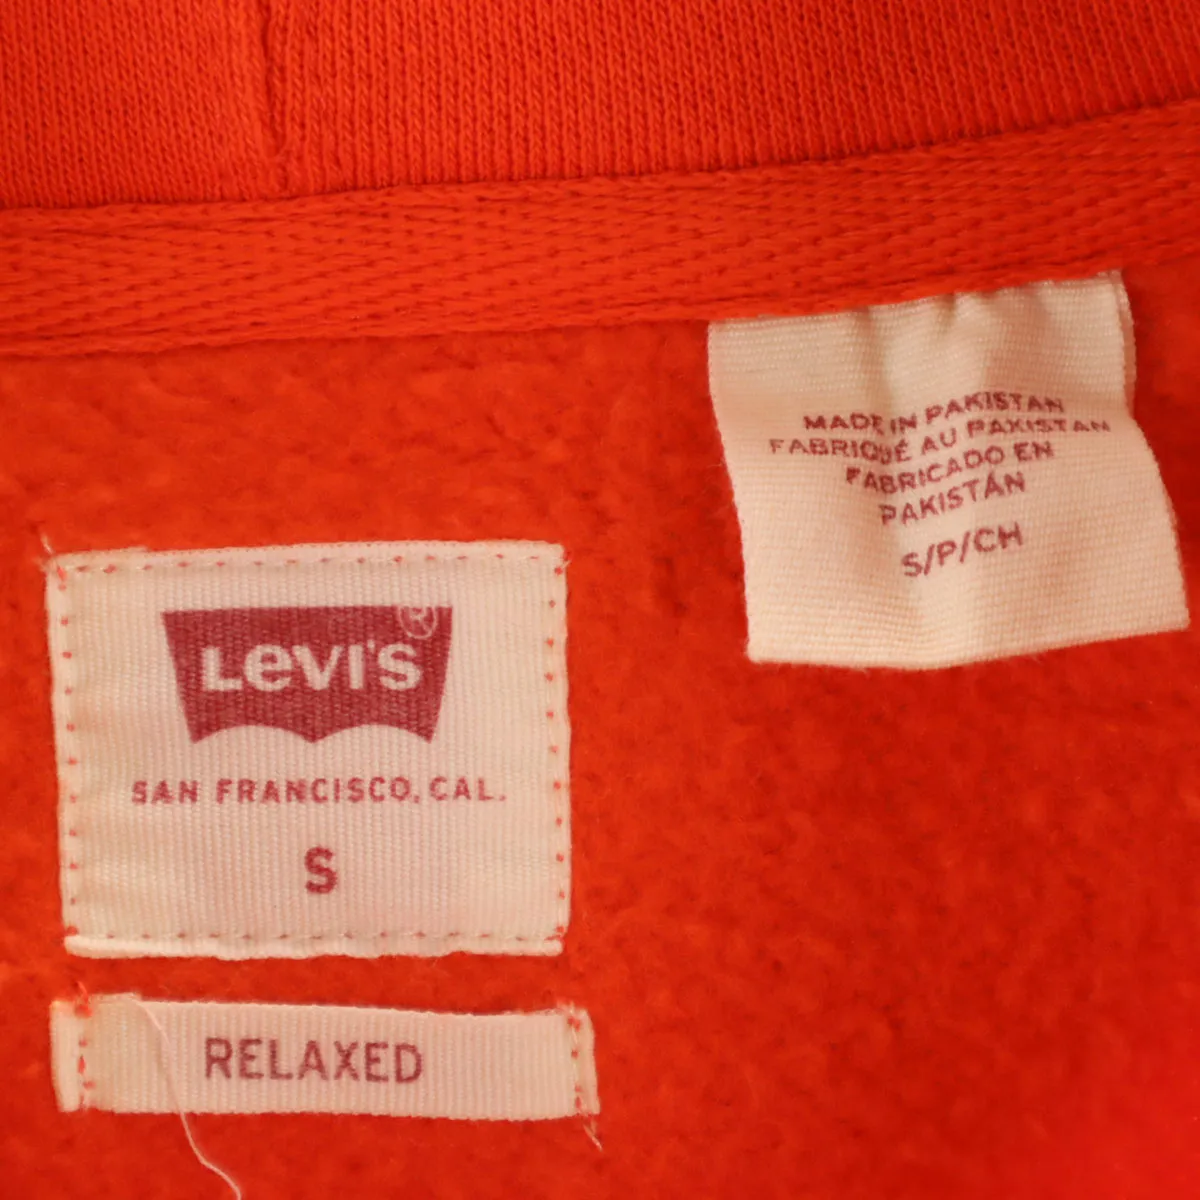 MADE IN PAKISTAN
FABRIQUÉ AU PAKISTAN
FABRICADO EN
PAKISTÁN
S/P/CH
LEVI'S®
SAN FRANCISCO, CAL.
S
RELAXED